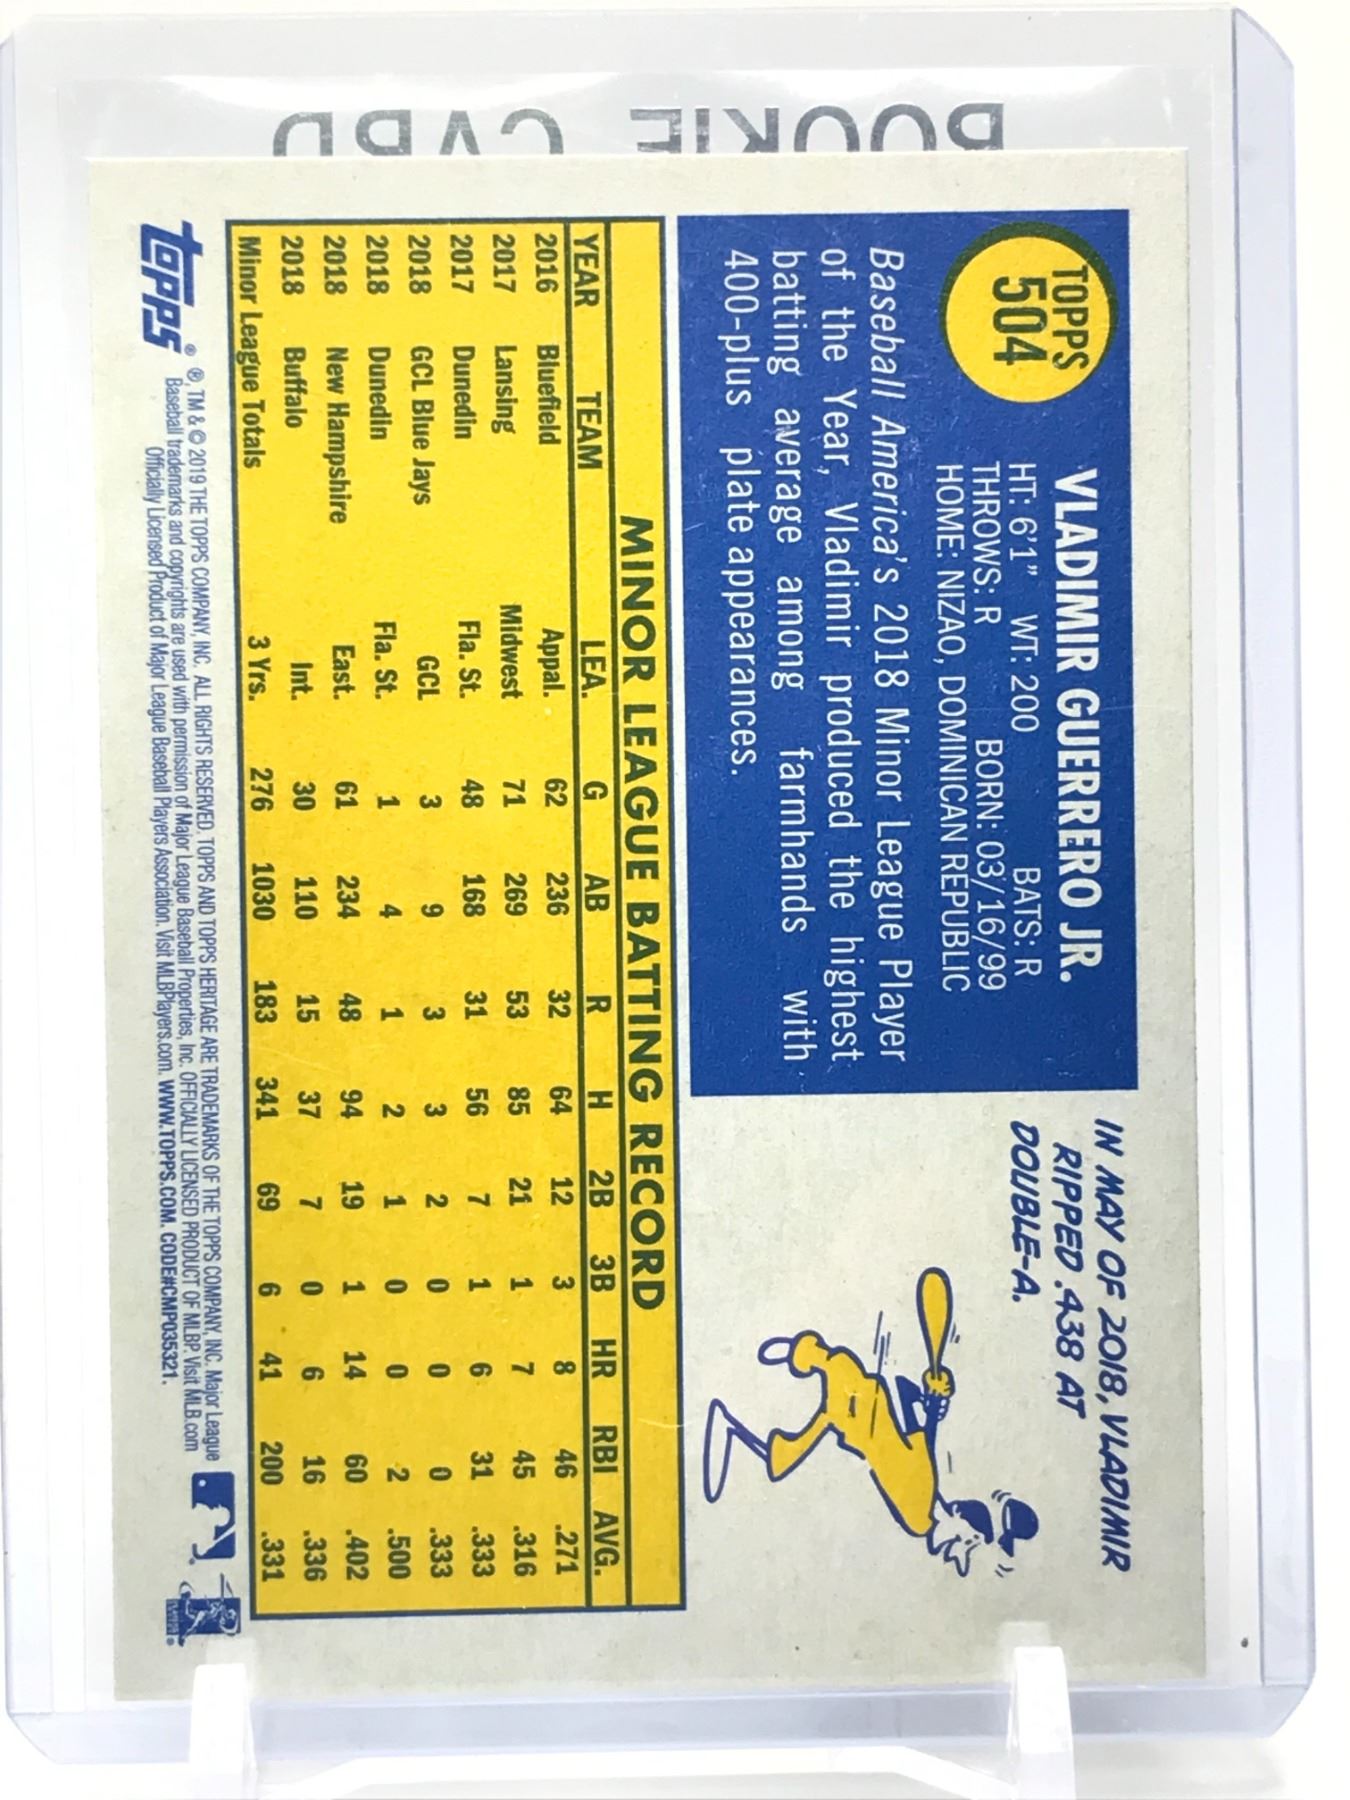 ROOKIE CARD
TOPPS
504
VLADIMIR GUERRERO JR.
HT: 6'1" WT: 200 BATS: R
THROWS: R BORN: 03/16/99
HOME: NIZAO, DOMINICAN REPUBLIC
Baseball America's 2018 Minor League Player
of the Year, Vladimir produced the highest
batting average among farmhands with
400-plus plate appearances.
IN MAY OF 2018, VLADIMIR
RIPPED .438 AT
DOUBLE-A.
MINOR LEAGUE BATTING RECORD
YEAR TEAM LEA. G AB R H 2B 3B HR RBI AVG.
2016 Bluefield Appal. 62 236 32 64 12 3 8 46 .271
2017 Lansing Midwest 71 269 53 85 21 1 7 45 .316
2017 Dunedin Fla. St. 48 168 31 56 7 1 6 31 .333
2018 GCL Blue Jays GCL 3 9 3 3 2 0 0 0 .333
2018 Dunedin Fla. St. 1 4 1 2 1 0 0 2 .500
2018 New Hampshire East. 61 234 48 94 19 1 14 60 .402
2018 Buffalo Int. 30 110 15 37 7 0 6 16 .336
Minor League Totals 3 Yrs. 276 1030 183 341 69 6 41 200 .331
topps®
®, TM & © 2019 THE TOPPS COMPANY, INC. ALL RIGHTS RESERVED. TOPPS AND TOPPS HERITAGE ARE TRADEMARKS OF THE TOPPS COMPANY, INC. Major League
Baseball trademarks and copyrights are used with permission of Major League Baseball Properties, Inc. OFFICIALLY LICENSED PRODUCT OF MLBP. Visit MLB.com
Officially Licensed Product of Major League Baseball Players Association. Visit MLBPlayers.com. WWW.TOPPS.COM. CODE#CMP035321.